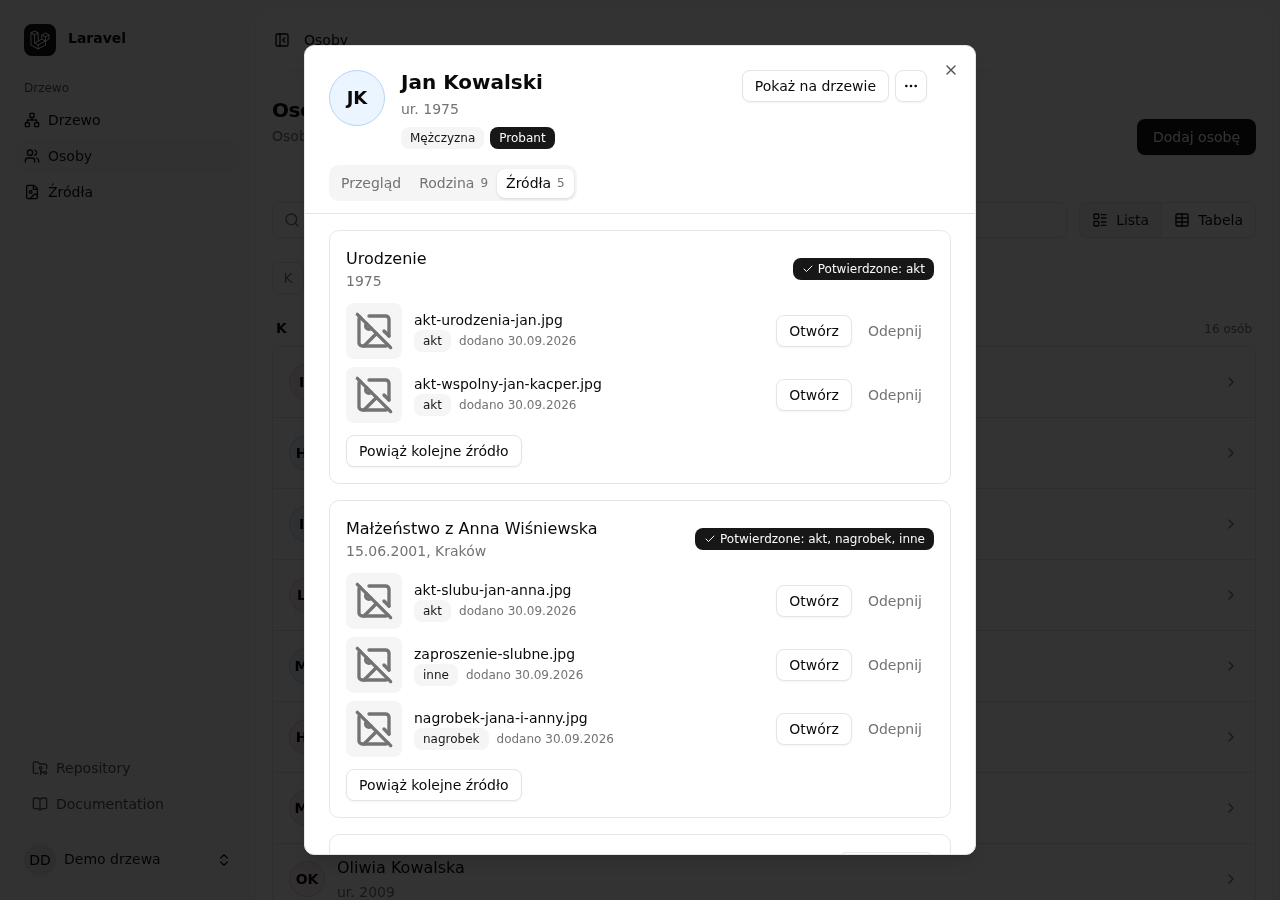 Laravel
Osoby
Drzewo
Drzewo
Osoby
Źródła
Dodaj osobę
Lista
Tabela
K
K
16 osób
JK
Jan Kowalski
ur. 1975
Mężczyzna
Probant
Pokaż na drzewie
Przegląd
Rodzina 9
Źródła 5
Urodzenie
1975
Potwierdzone: akt
akt-urodzenia-jan.jpg
akt dodano 30.09.2026
Otwórz
Odepnij
akt-wspolny-jan-kacper.jpg
akt dodano 30.09.2026
Otwórz
Odepnij
Powiąż kolejne źródło
Małżeństwo z Anna Wiśniewska
15.06.2001, Kraków
Potwierdzone: akt, nagrobek, inne
akt-slubu-jan-anna.jpg
akt dodano 30.09.2026
Otwórz
Odepnij
zaproszenie-slubne.jpg
inne dodano 30.09.2026
Otwórz
Odepnij
nagrobek-jana-i-anny.jpg
nagrobek dodano 30.09.2026
Otwórz
Odepnij
Powiąż kolejne źródło
Repository
Documentation
DD
Demo drzewa
OK
Oliwia Kowalska
ur. 2009